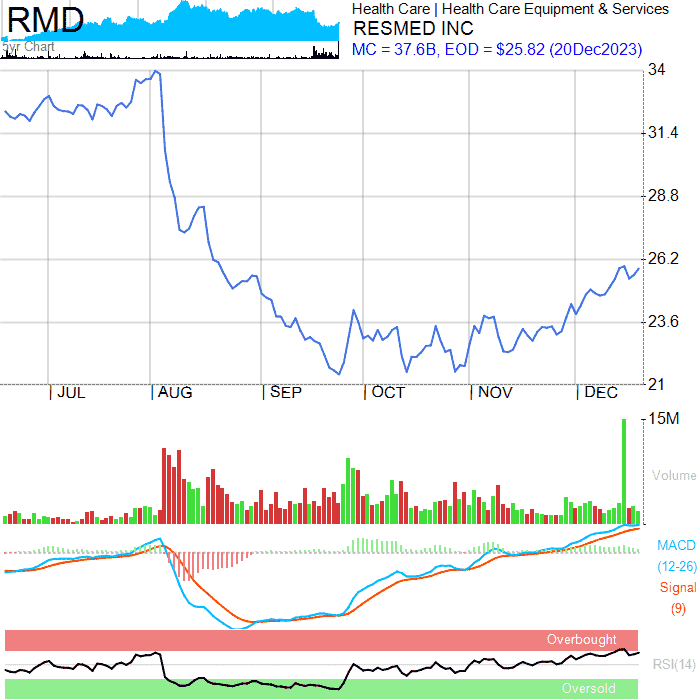 RMD
5yr Chart
Health Care | Health Care Equipment & Services
RESMED INC
MC = 37.6B, EOD = $25.82 (20Dec2023)
34
31.4
28.8
26.2
23.6
21
JUL
AUG
SEP
OCT
NOV
DEC
15M
Volume
MACD
(12-26)
Signal
(9)
Overbought
RSI(14)
Oversold